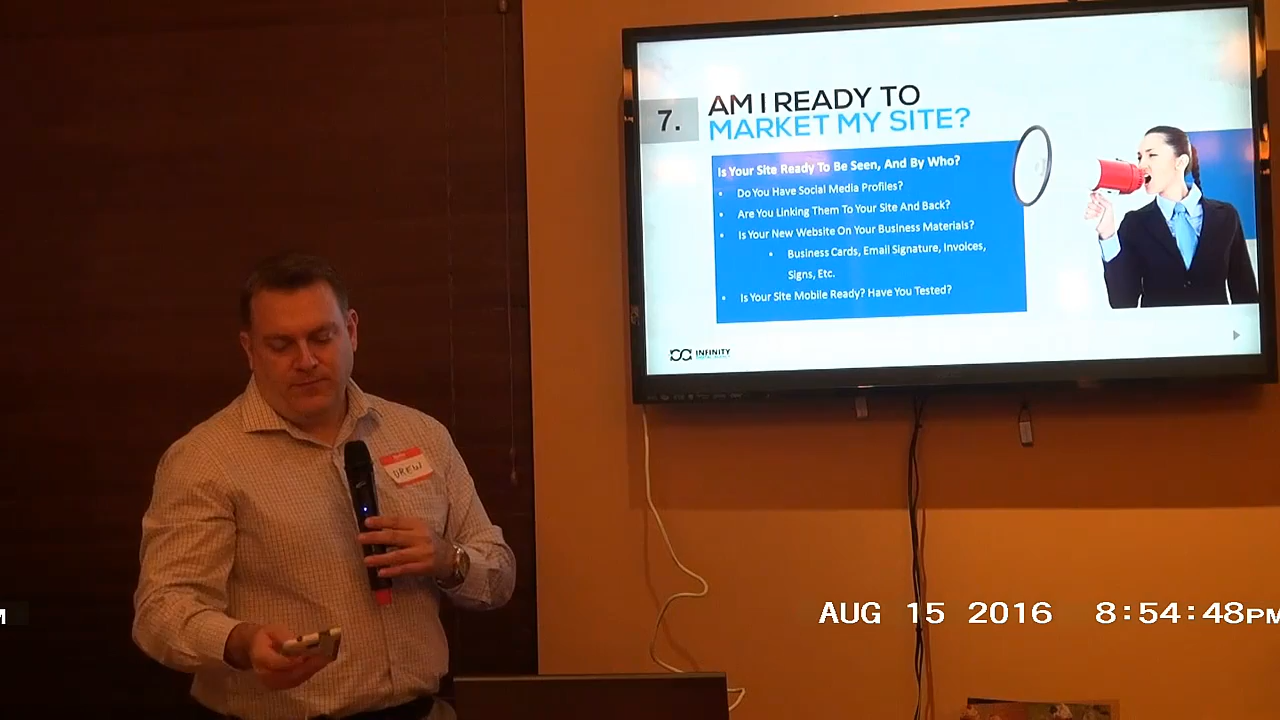 7.
AM I READY TO
MARKET MY SITE?
Is Your Site Ready To Be Seen, And By Who?
Do You Have Social Media Profiles?
Are You Linking Them To Your Site And Back?
Is Your New Website On Your Business Materials?
Business Cards, Email Signature, Invoices,
Signs, Etc.
Is Your Site Mobile Ready? Have You Tested?
INFINITY
DREW
M
AUG 15 2016 8:54:48PM